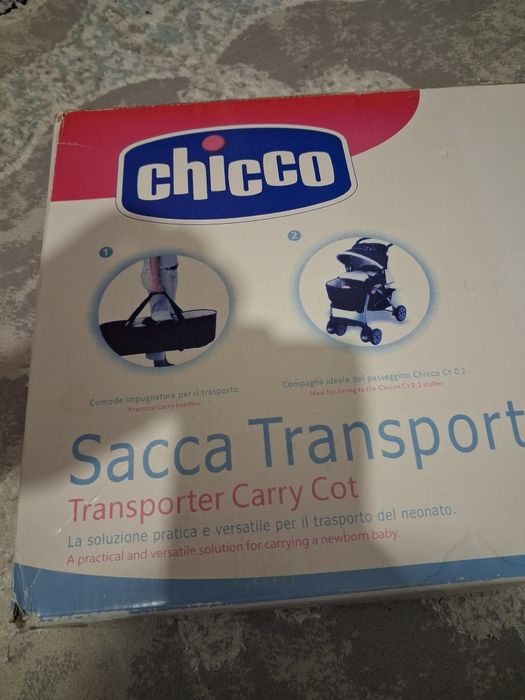 chicco
1
2
Comode impugnature per il trasporto
Practical carry handles
Compagna ideale del passeggino Chicco Ct 0.2
Ideal for fitting to the Chicco Ct 0.2 stoller
Sacca Transport
Transporter Carry Cot
La soluzione pratica e versatile per il trasporto del neonato.
A practical and versatile solution for carrying a newborn baby.